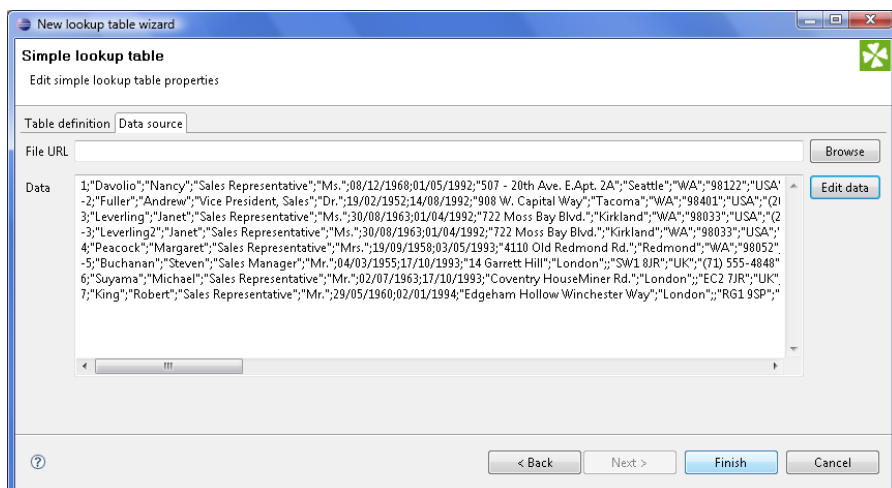 New lookup table wizard
Simple lookup table
Edit simple lookup table properties
Table definition Data source
File URL Browse
Data Edit data
1;"Davolio";"Nancy";"Sales Representative";"Ms.";08/12/1968;01/05/1992;"507 - 20th Ave. E.Apt. 2A";"Seattle";"WA";"98122";"USA"
-2;"Fuller";"Andrew";"Vice President, Sales";"Dr.";19/02/1952;14/08/1992;"908 W. Capital Way";"Tacoma";"WA";"98401";"USA";"(20
3;"Leverling";"Janet";"Sales Representative";"Ms.";30/08/1963;01/04/1992;"722 Moss Bay Blvd.";"Kirkland";"WA";"98033";"USA";"(2
-3;"Leverling2";"Janet";"Sales Representative";"Ms.";30/08/1963;01/04/1992;"722 Moss Bay Blvd.";"Kirkland";"WA";"98033";"USA";"
4;"Peacock";"Margaret";"Sales Representative";"Mrs.";19/09/1958;03/05/1993;"4110 Old Redmond Rd.";"Redmond";"WA";"98052"
-5;"Buchanan";"Steven";"Sales Manager";"Mr.";04/03/1955;17/10/1993;"14 Garrett Hill";"London";;"SW1 8JR";"UK";"(71) 555-4848"
6;"Suyama";"Michael";"Sales Representative";"Mr.";02/07/1963;17/10/1993;"Coventry HouseMiner Rd.";"London";;"EC2 7JR";"UK"
7;"King";"Robert";"Sales Representative";"Mr.";29/05/1960;02/01/1994;"Edgeham Hollow Winchester Way";"London";;"RG1 9SP";"
< Back Next > Finish Cancel